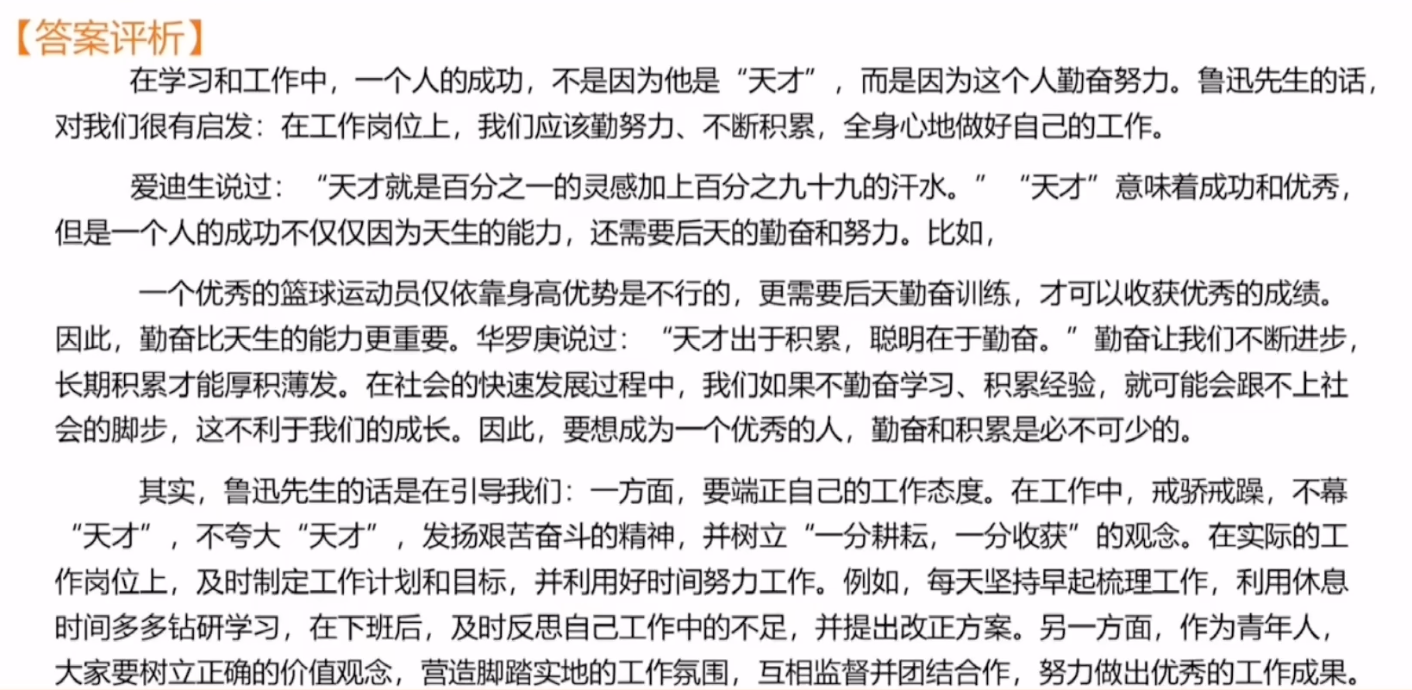 【答案评析】
在学习和工作中，一个人的成功，不是因为他是“天才”，而是因为这个人勤奋努力。鲁迅先生的话，
对我们很有启发：在工作岗位上，我们应该勤努力、不断积累，全身心地做好自己的工作。
爱迪生说过：“天才就是百分之一的灵感加上百分之九十九的汗水。”“天才”意味着成功和优秀，
但是一个人的成功不仅仅因为天生的能力，还需要后天的勤奋和努力。比如，
一个优秀的篮球运动员仅依靠身高优势是不行的，更需要后天勤奋训练，才可以收获优秀的成绩。
因此，勤奋比天生的能力更重要。华罗庚说过：“天才出于积累，聪明在于勤奋。”勤奋让我们不断进步，
长期积累才能厚积薄发。在社会的快速发展过程中，我们如果不勤奋学习、积累经验，就可能会跟不上社
会的脚步，这不利于我们的成长。因此，要想成为一个优秀的人，勤奋和积累是必不可少的。
其实，鲁迅先生的话是在引导我们：一方面，要端正自己的工作态度。在工作中，戒骄戒躁，不幕
“天才”，不夸大“天才”，发扬艰苦奋斗的精神，并树立“一分耕耘，一分收获”的观念。在实际的工
作岗位上，及时制定工作计划和目标，并利用好时间努力工作。例如，每天坚持早起梳理工作，利用休息
时间多多钻研学习，在下班后，及时反思自己工作中的不足，并提出改正方案。另一方面，作为青年人，
大家要树立正确的价值观念，营造脚踏实地的工作氛围，互相监督并团结合作，努力做出优秀的工作成果。